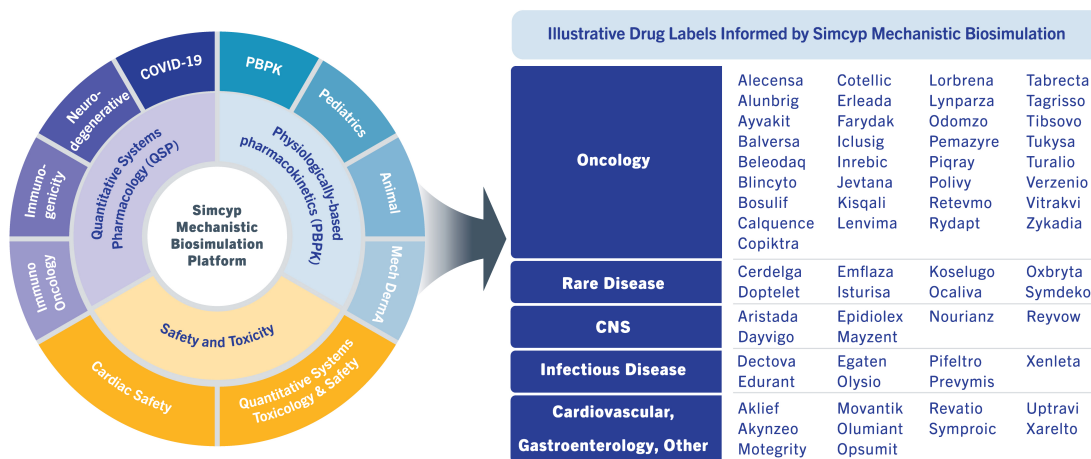 COVID-19
PBPK
Pediatrics
Animal
Mech DermA
Quantitative Systems
Toxicology & Safety
Cardiac Safety
Immuno
Oncology
Immuno-
genicity
Neuro-
degenerative
Quantitative Systems
Pharmacology (QSP)
Physiologically-based
pharmacokinetics (PBPK)
Safety and Toxicity
Simcyp
Mechanistic
Biosimulation
Platform
Illustrative Drug Labels Informed by Simcyp Mechanistic Biosimulation
Oncology
Alecensa Cotellic Lorbrena Tabrecta
Alunbrig Erleada Lynparza Tagrisso
Ayvakit Farydak Odomzo Tibsovo
Balversa Iclusig Pemazyre Tukysa
Beleodaq Inrebic Piqray Turalio
Blincyto Jevtana Polivy Verzenio
Bosulif Kisqali Retevmo Vitrakvi
Calquence Lenvima Rydapt Zykadia
Copiktra
Rare Disease
Cerdelga Emflaza Koselugo Oxbryta
Doptelet Isturisa Ocaliva Symdeko
CNS
Aristada Epidiolex Nourianz Reyvow
Dayvigo Mayzent
Infectious Disease
Dectova Egaten Pifeltro Xenleta
Edurant Olysio Prevymis
Cardiovascular,
Gastroenterology, Other
Aklief Movantik Revatio Uptravi
Akynzeo Olumiant Symproic Xarelto
Motegrity Opsumit